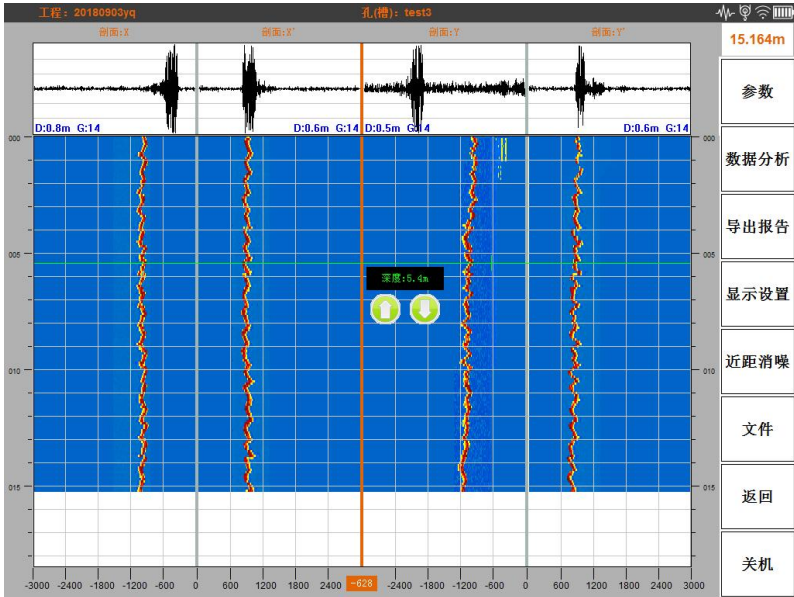 工程: 20180903yq
孔(槽): test3
15.164m
剖面:X
剖面:X'
剖面:Y
剖面:Y'
D:0.8m G:14
D:0.6m G:14
D:0.5m G:14
D:0.6m G:14
参数
数据分析
导出报告
显示设置
近距消噪
文件
返回
关机
000
000
005
005
深度:5.4m
010
010
015
015
-3000 -2400 -1800 -1200 -600 0 600 1200 1800 2400 -628 -2400 -1800 -1200 -600 0 600 1200 1800 2400 3000